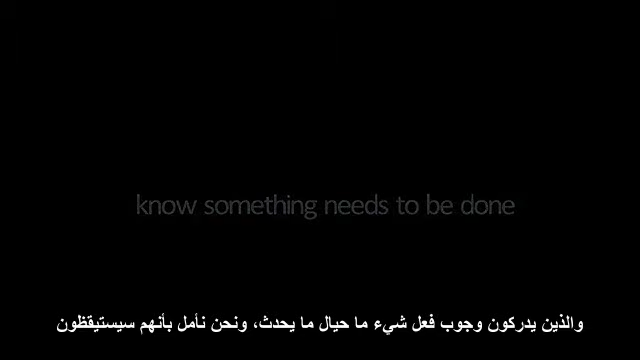 know something needs to be done
والذين يدركون وجوب فعل شيء ما حيال ما يحدث، ونحن نأمل بأنهم سيستيقظون